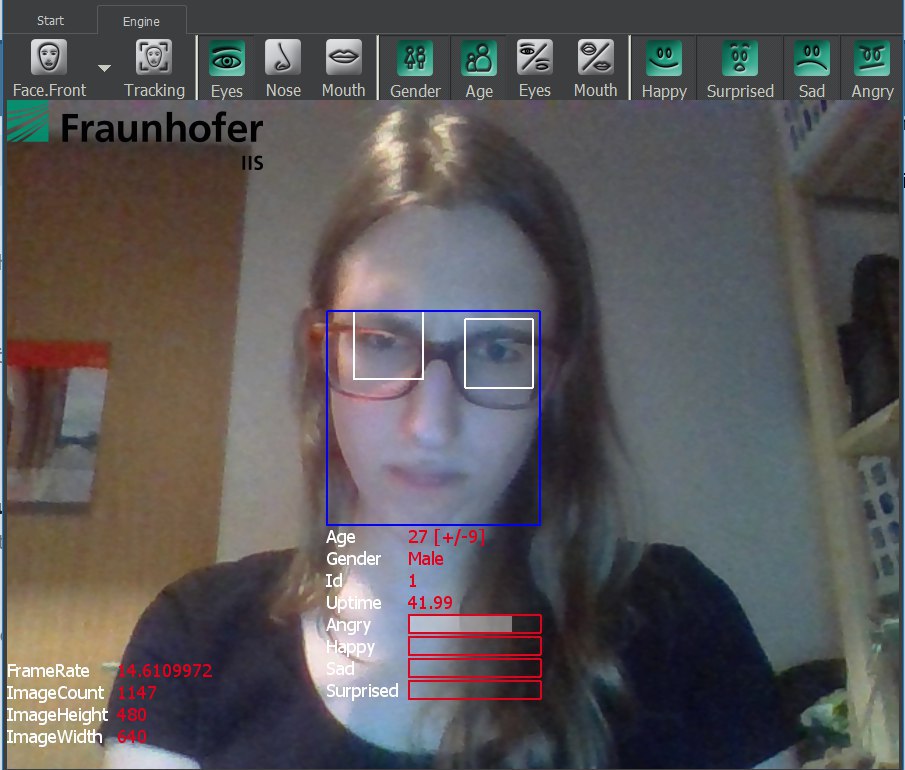 Start Engine
Face.Front Tracking Eyes Nose Mouth Gender Age Eyes Mouth Happy Surprised Sad Angry
Fraunhofer
IIS
Age 27 [+/-9]
Gender Male
Id 1
Uptime 41.99
Angry
Happy
Sad
Surprised
FrameRate 14.6109972
ImageCount 1147
ImageHeight 480
ImageWidth 640